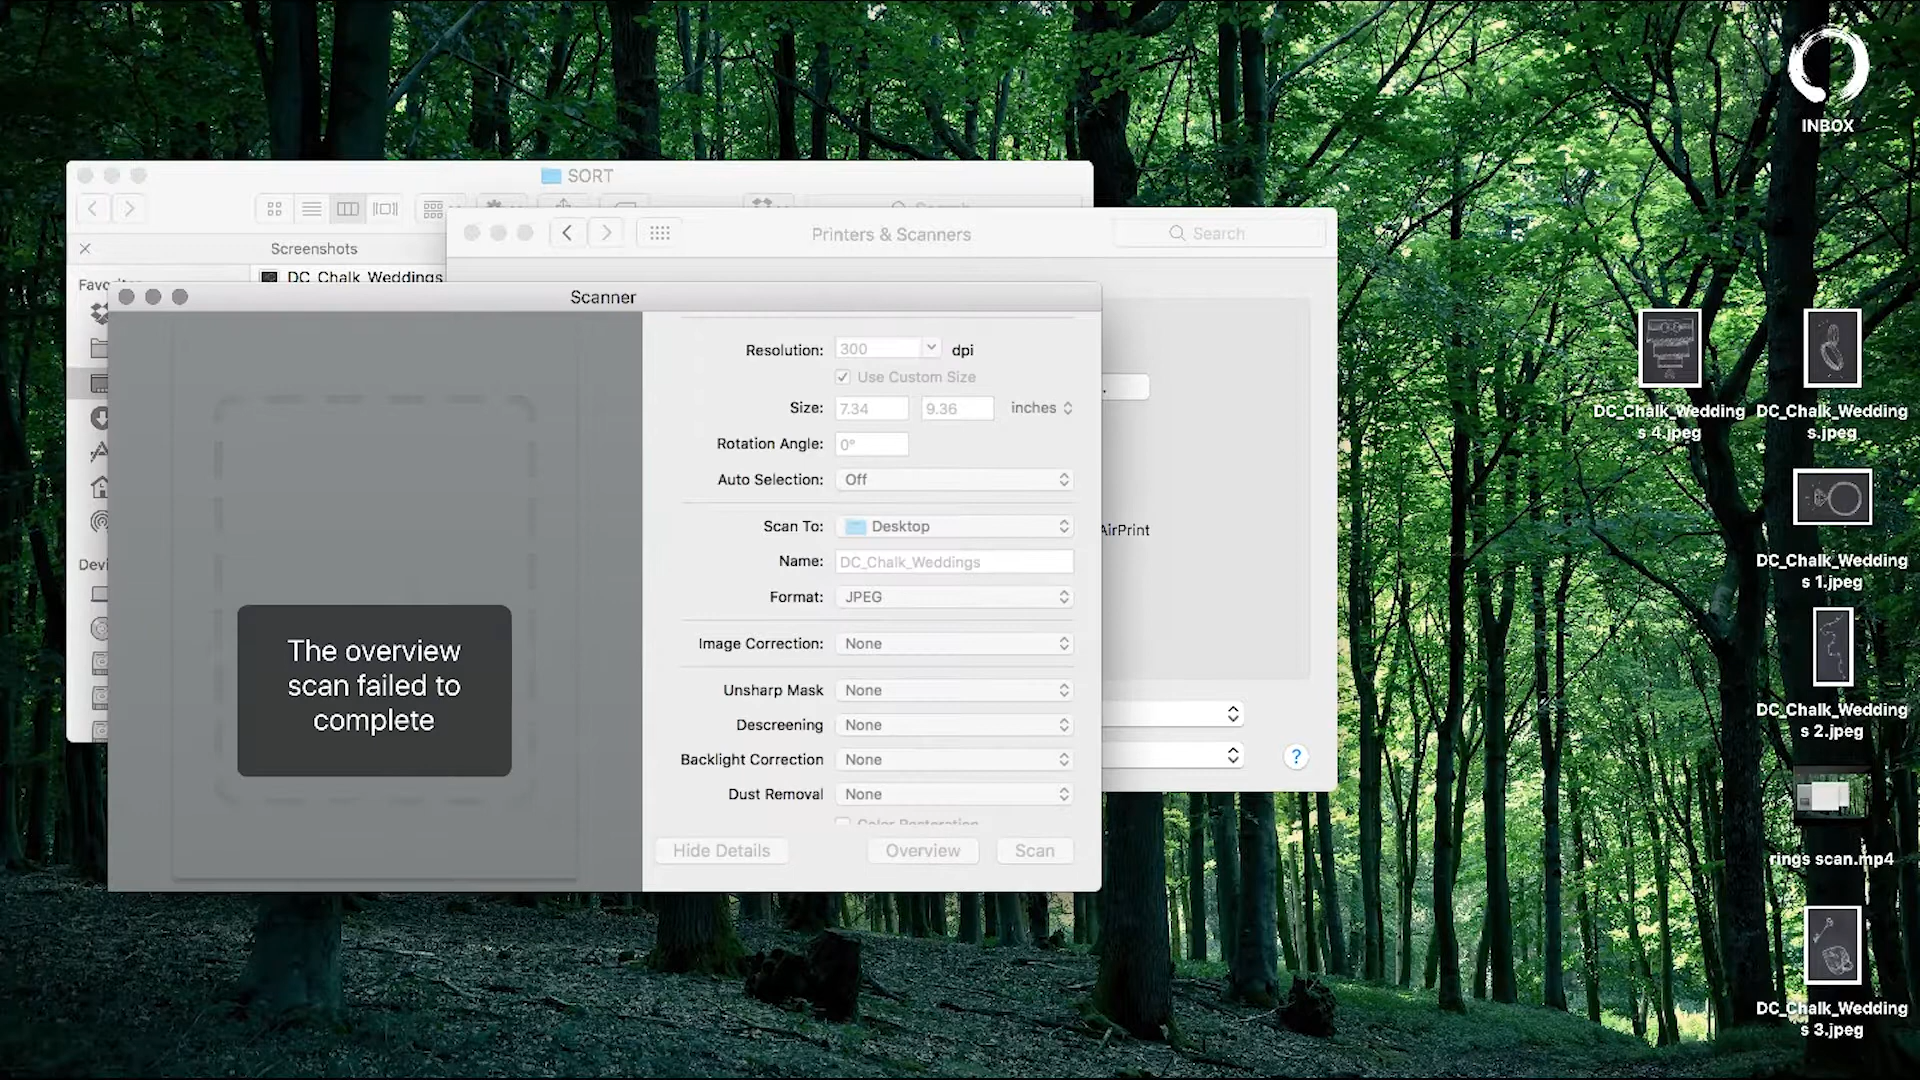 INBOX
SORT
Screenshots
DC_Chalk_Weddings
Printers & Scanners
Search
Scanner
Resolution: 300 dpi
Use Custom Size
Size: 7.34 9.36 inches
Rotation Angle: 0°
Auto Selection: Off
Scan To: Desktop
Name: DC_Chalk_Weddings
Format: JPEG
Image Correction: None
Unsharp Mask None
Descreening None
Backlight Correction None
Dust Removal None
Color Restoration
Hide Details Overview Scan
The overview
scan failed to
complete
AirPrint
?
DC_Chalk_Wedding
s 4.jpeg
DC_Chalk_Wedding
s.jpeg
DC_Chalk_Wedding
s 1.jpeg
DC_Chalk_Wedding
s 2.jpeg
rings scan.mp4
DC_Chalk_Wedding
s 3.jpeg